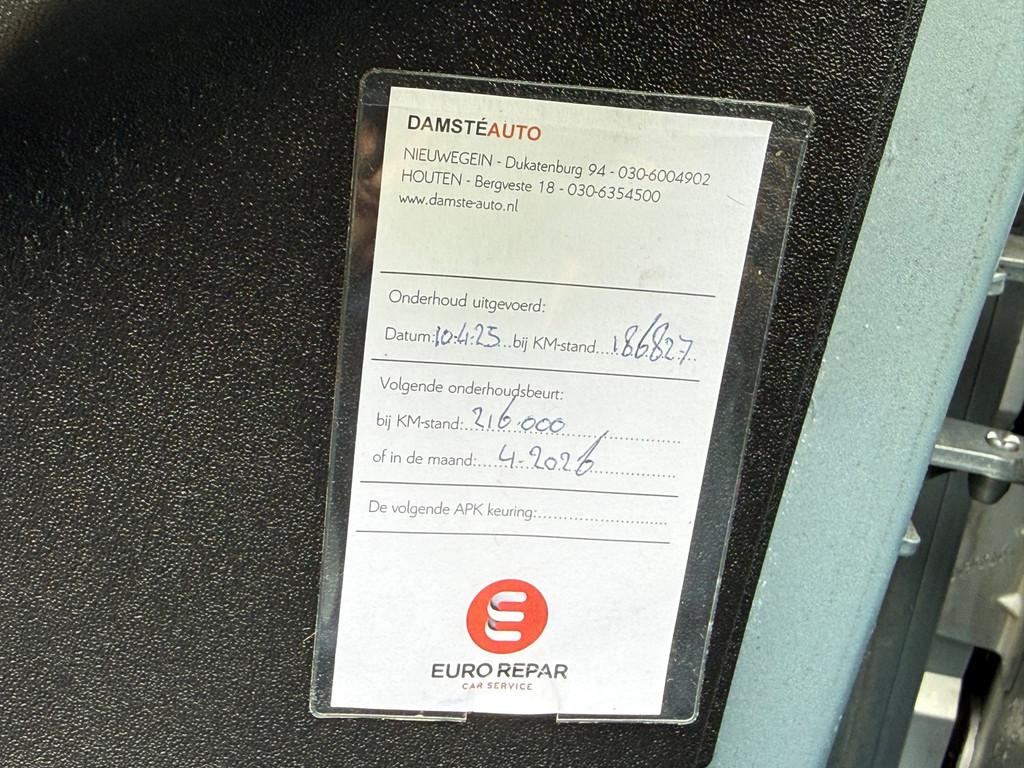 DAMSTÉAUTO
NIEUWEGEIN - Dukatenburg 94 - 030-6004902
HOUTEN - Bergveste 18 - 030-6354500
www.damste-auto.nl
Onderhoud uitgevoerd:
Datum:10.4.25...bij KM-stand....186827.
Volgende onderhoudsbeurt:
bij KM-stand:.216.000..................
of in de maand:.....4-2026..................
De volgende APK keuring:.........................
EURO REPAR
CAR SERVICE